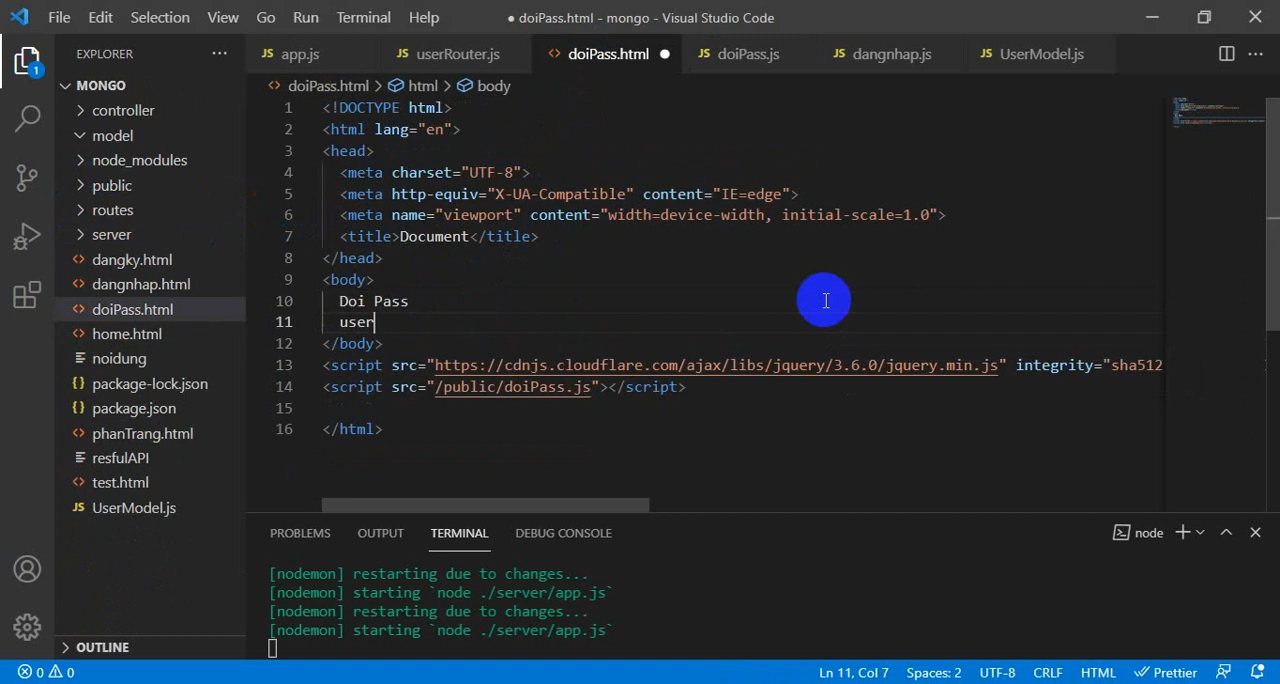 File Edit Selection View Go Run Terminal Help ● doiPass.html - mongo - Visual Studio Code
EXPLORER ···
JS app.js JS userRouter.js <> doiPass.html ● JS doiPass.js JS dangnhap.js JS UserModel.js ···
1
MONGO
controller
model
node_modules
public
routes
server
<> dangky.html
<> dangnhap.html
<> doiPass.html
<> home.html
noidung
{} package-lock.json
{} package.json
<> phanTrang.html
resfulAPI
<> test.html
JS UserModel.js
OUTLINE
<> doiPass.html > html > body
1 <!DOCTYPE html>
2 <html lang="en">
3 <head>
4 <meta charset="UTF-8">
5 <meta http-equiv="X-UA-Compatible" content="IE=edge">
6 <meta name="viewport" content="width=device-width, initial-scale=1.0">
7 <title>Document</title>
8 </head>
9 <body>
10 Doi Pass
11 user
12 </body>
13 <script src="https://cdnjs.cloudflare.com/ajax/libs/jquery/3.6.0/jquery.min.js" integrity="sha512
14 <script src="/public/doiPass.js"></script>
15
16 </html>
PROBLEMS OUTPUT TERMINAL DEBUG CONSOLE node
[nodemon] restarting due to changes...
[nodemon] starting `node ./server/app.js`
[nodemon] restarting due to changes...
[nodemon] starting `node ./server/app.js`
0 0 Ln 11, Col 7 Spaces: 2 UTF-8 CRLF HTML Prettier